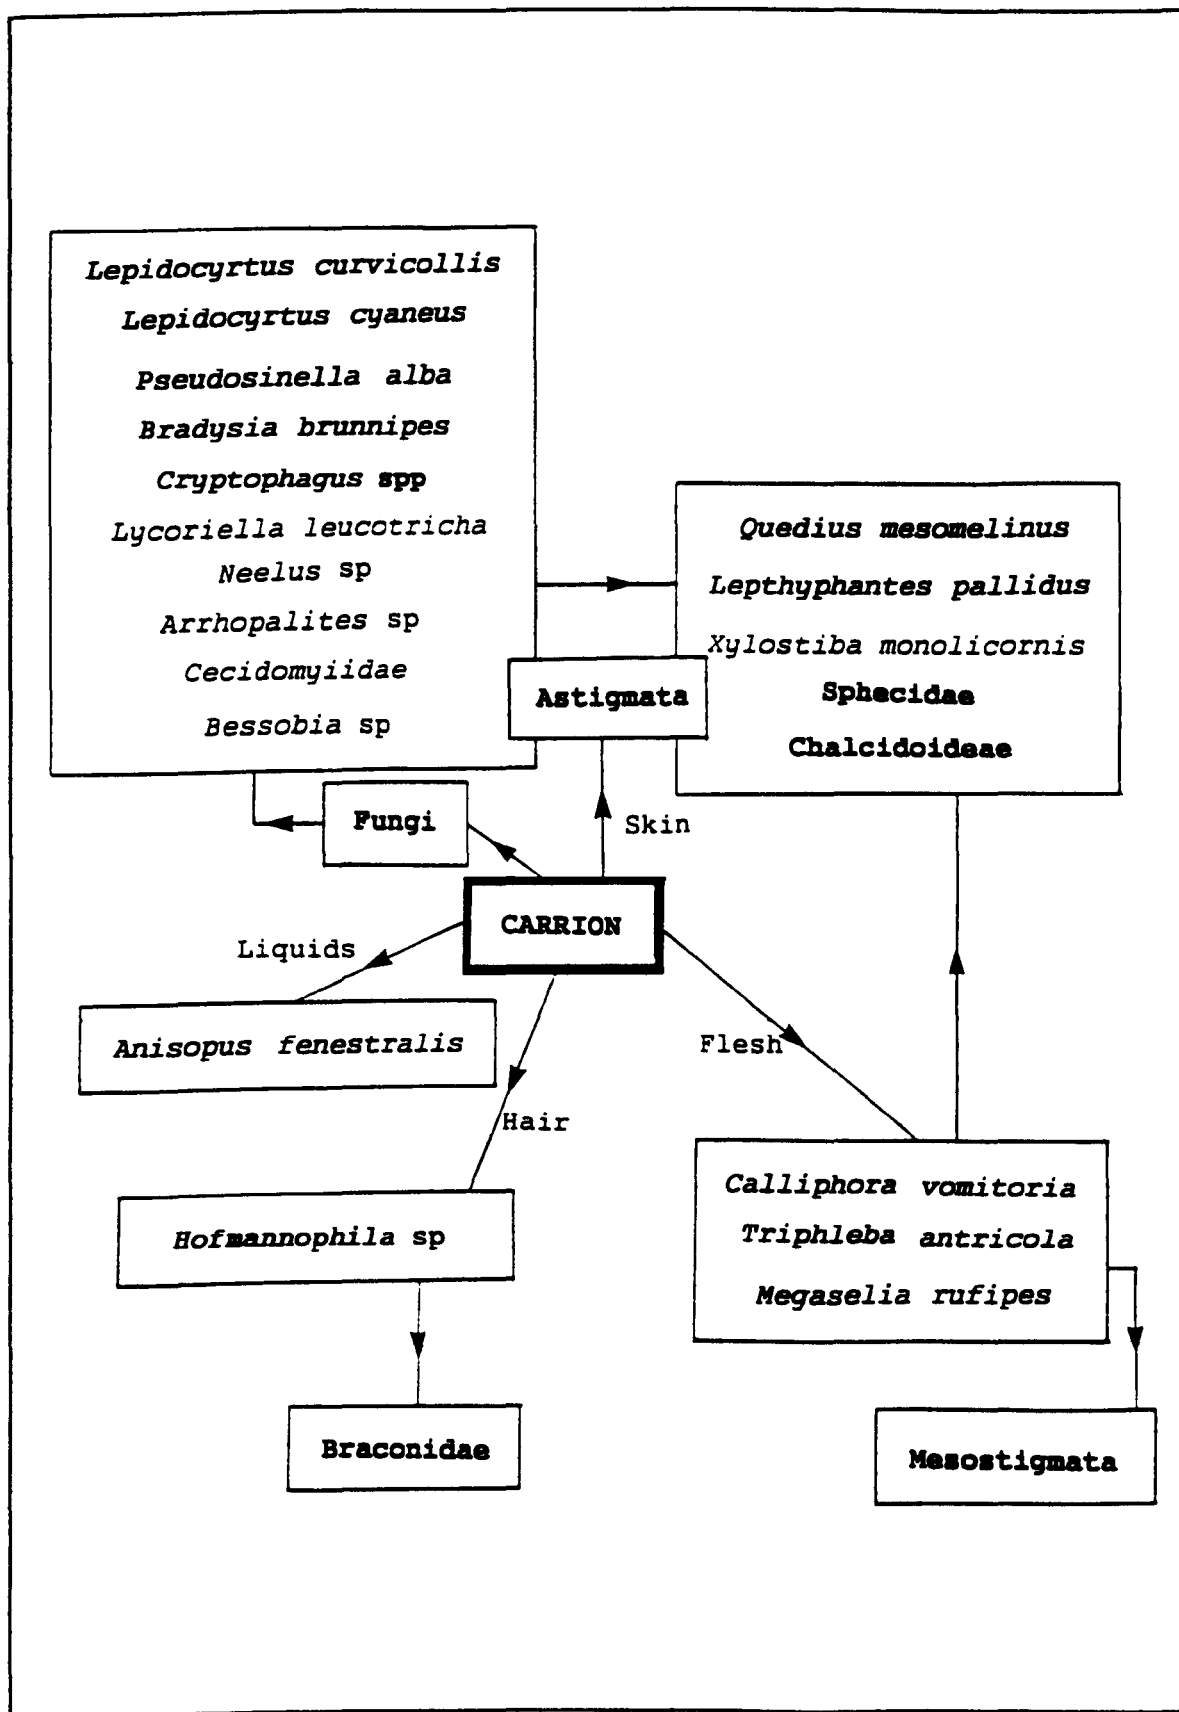 Lepidocyrtus curvicollis
Lepidocyrtus cyaneus
Pseudosinella alba
Bradysia brunnipes
Cryptophagus spp
Lycoriella leucotricha
Neelus sp
Arrhopalites sp
Cecidomyiidae
Bessobia sp
Quedius mesomelinus
Lepthyphantes pallidus
Xylostiba monolicornis
Sphecidae
Chalcidoideae
Astigmata
Fungi
Skin
CARRION
Liquids
Anisopus fenestralis
Flesh
Hair
Calliphora vomitoria
Triphleba antricola
Megaselia rufipes
Hofmannophila sp
Braconidae
Mesostigmata